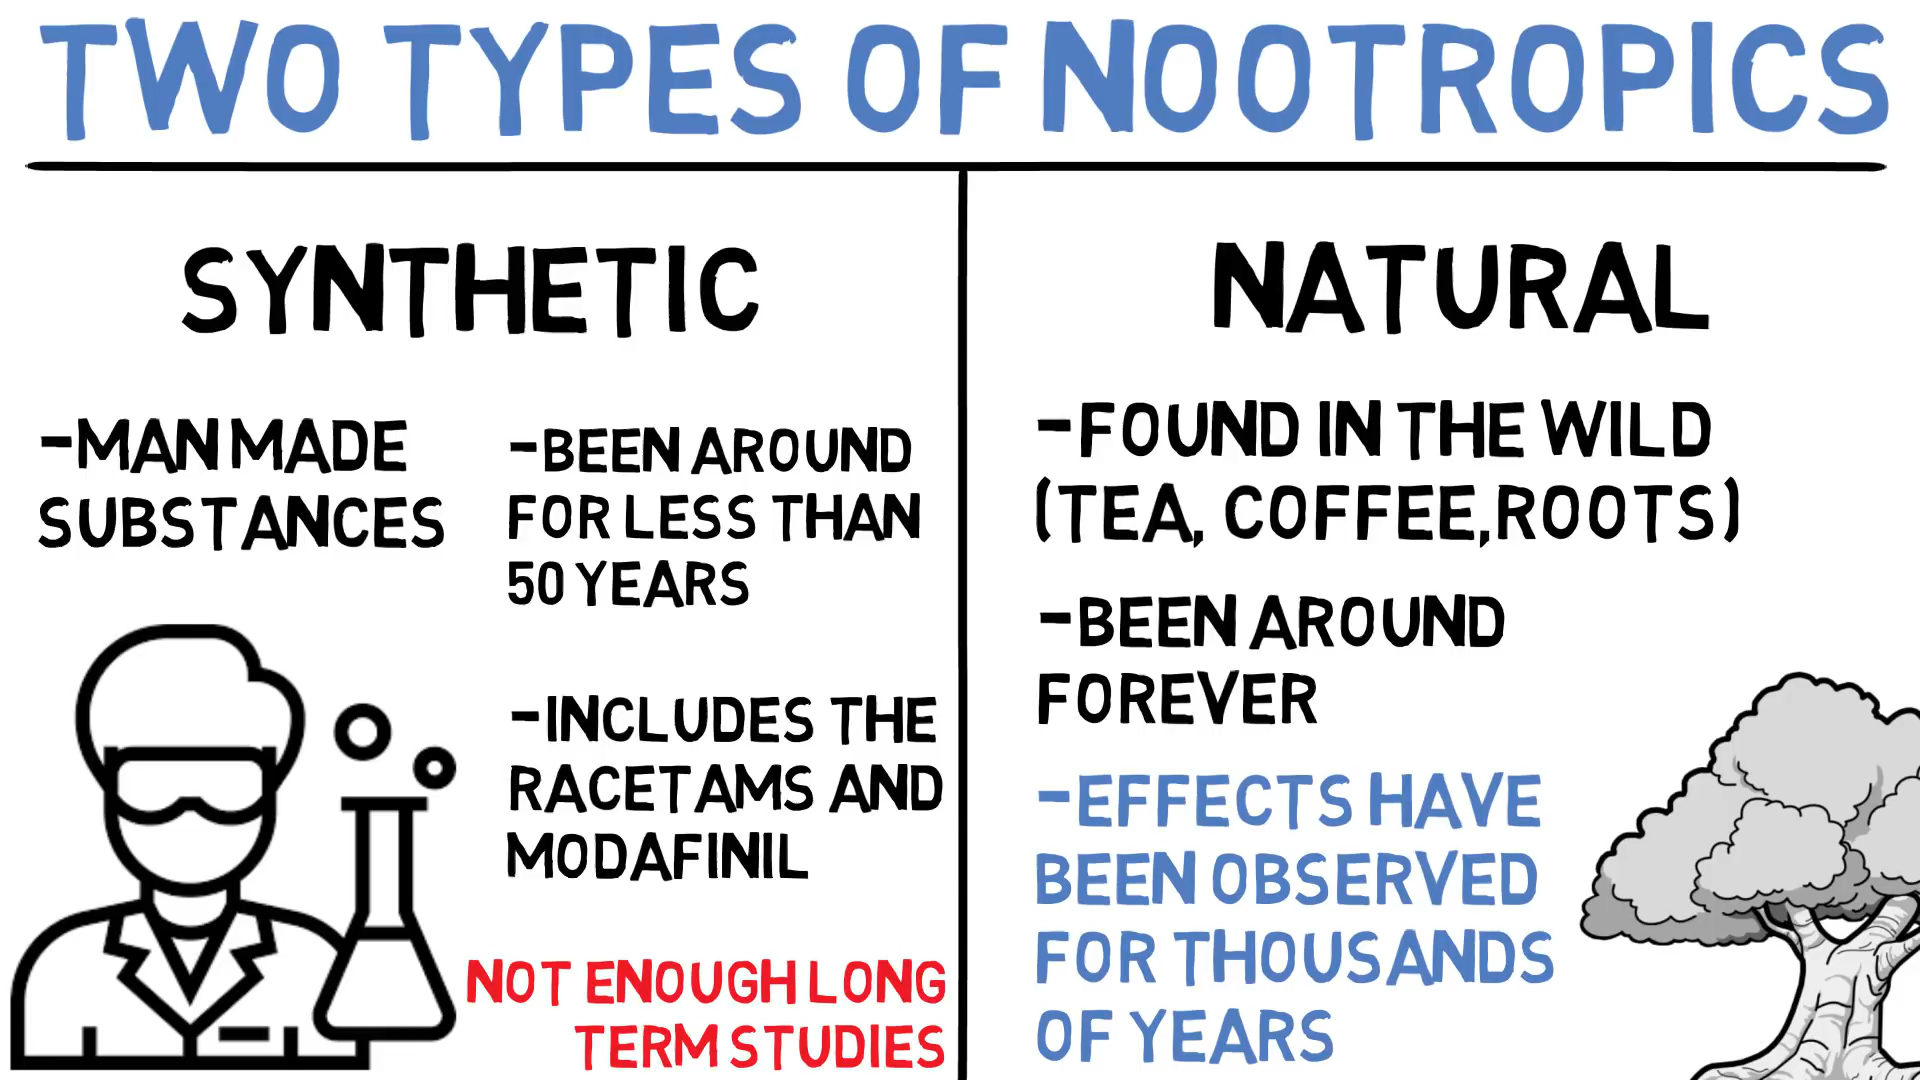 TWO TYPES OF NOOTROPICS
SYNTHETIC
-MAN MADE
SUBSTANCES
-BEEN AROUND
FOR LESS THAN
50 YEARS
-INCLUDES THE
RACETAMS AND
MODAFINIL
NOT ENOUGH LONG
TERM STUDIES
NATURAL
-FOUND IN THE WILD
(TEA, COFFEE,ROOTS)
-BEEN AROUND
FOREVER
-EFFECTS HAVE
BEEN OBSERVED
FOR THOUSANDS
OF YEARS